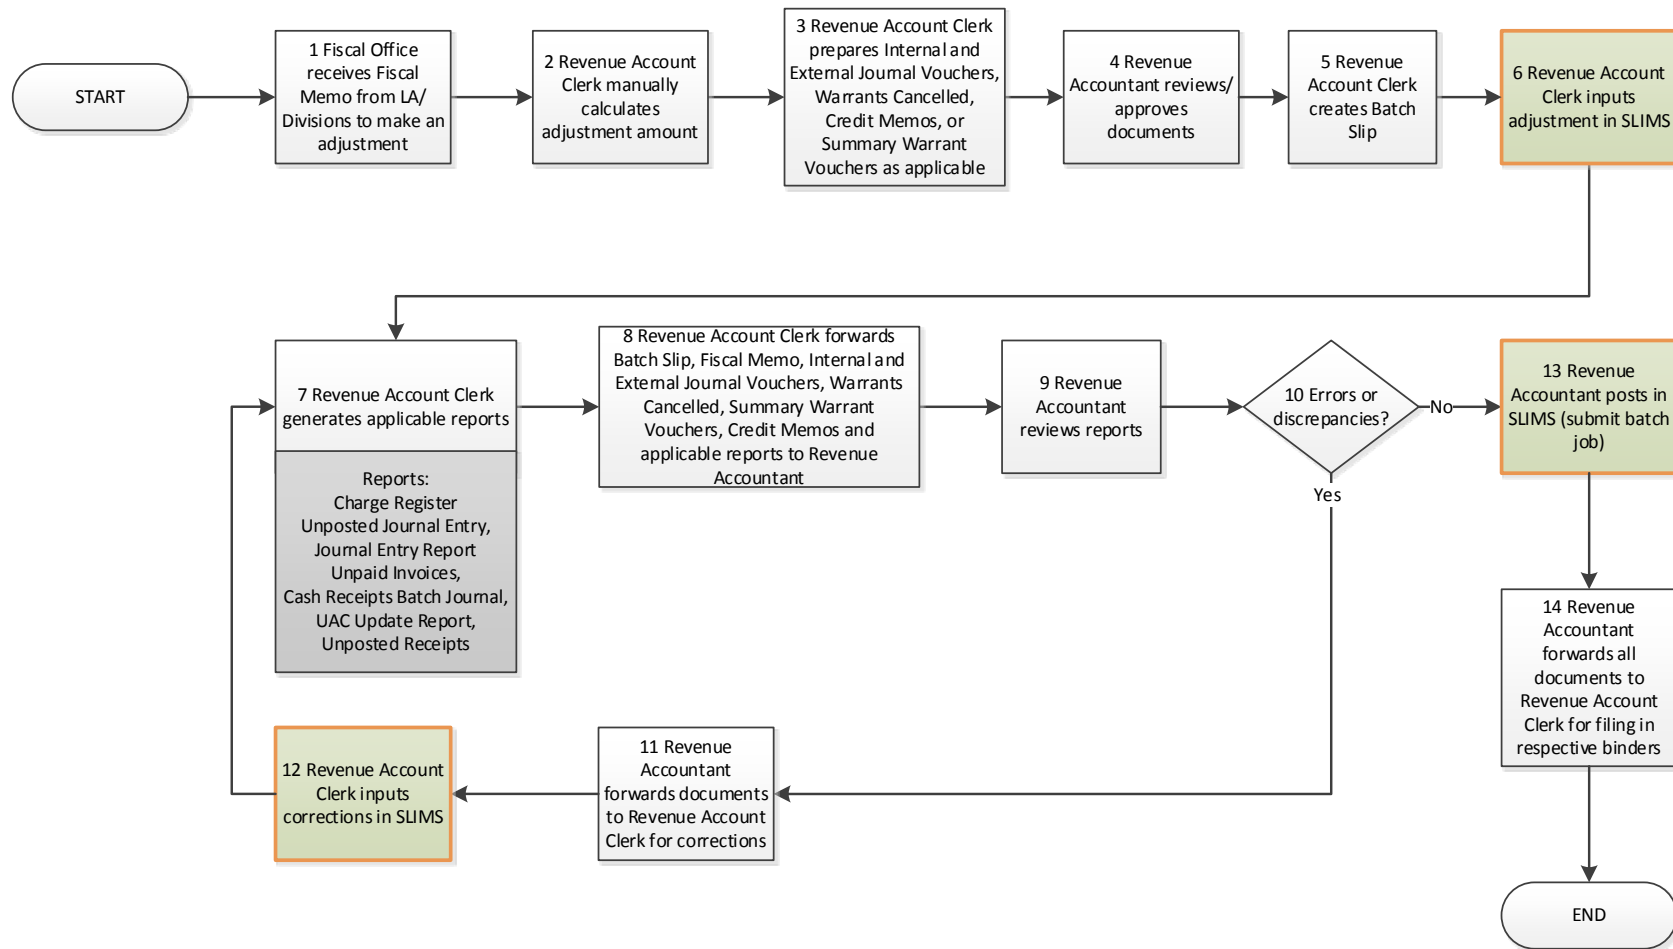 START
1 Fiscal Office
receives Fiscal
Memo from LA/
Divisions to make an
adjustment
2 Revenue Account
Clerk manually
calculates
adjustment amount
3 Revenue Account Clerk
prepares Internal and
External Journal Vouchers,
Warrants Cancelled,
Credit Memos, or
Summary Warrant
Vouchers as applicable
4 Revenue
Accountant reviews/
approves
documents
5 Revenue
Account Clerk
creates Batch
Slip
6 Revenue Account
Clerk inputs
adjustment in SLIMS
7 Revenue Account Clerk
generates applicable reports
Reports:
Charge Register
Unposted Journal Entry,
Journal Entry Report
Unpaid Invoices,
Cash Receipts Batch Journal,
UAC Update Report,
Unposted Receipts
8 Revenue Account Clerk forwards
Batch Slip, Fiscal Memo, Internal and
External Journal Vouchers, Warrants
Cancelled, Summary Warrant
Vouchers, Credit Memos and
applicable reports to Revenue
Accountant
9 Revenue
Accountant
reviews reports
10 Errors or
discrepancies?
No
Yes
13 Revenue
Accountant posts in
SLIMS (submit batch
job)
14 Revenue
Accountant
forwards all
documents to
Revenue Account
Clerk for filing in
respective binders
11 Revenue
Accountant
forwards documents
to Revenue Account
Clerk for corrections
12 Revenue Account
Clerk inputs
corrections in SLIMS
END